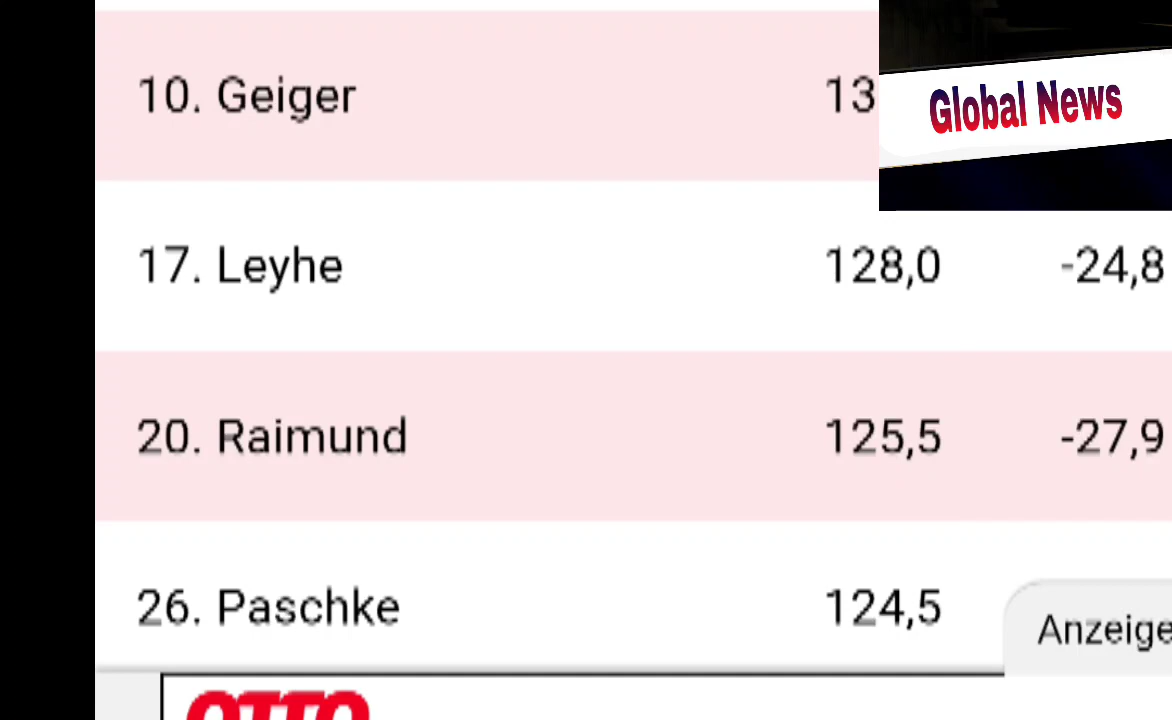 10. Geiger 13
Global News
17. Leyhe 128,0 -24,8
20. Raimund 125,5 -27,9
26. Paschke 124,5
Anzeige
OTTO